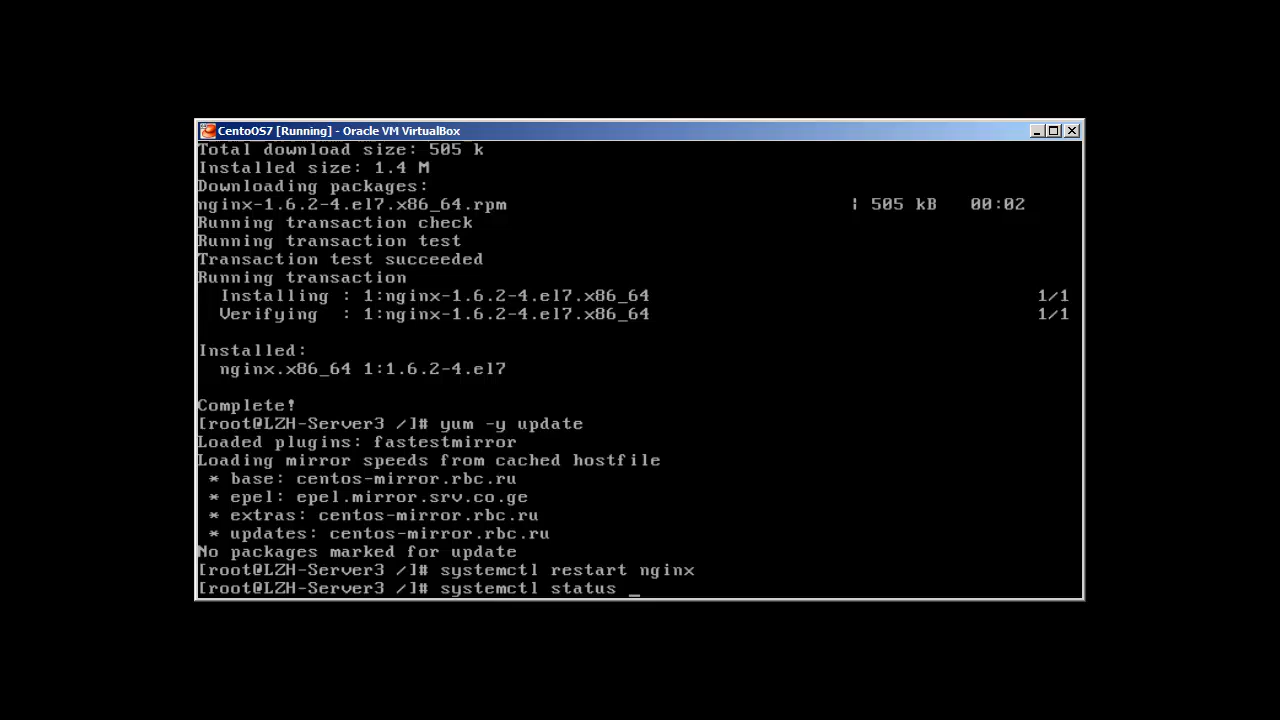 CentoOS7 [Running] - Oracle VM VirtualBox
Total download size: 505 k
Installed size: 1.4 M
Downloading packages:
nginx-1.6.2-4.el7.x86_64.rpm | 505 kB 00:02
Running transaction check
Running transaction test
Transaction test succeeded
Running transaction
Installing : 1:nginx-1.6.2-4.el7.x86_64 1/1
Verifying : 1:nginx-1.6.2-4.el7.x86_64 1/1
Installed:
nginx.x86_64 1:1.6.2-4.el7
Complete!
[root@LZH-Server3 /]# yum -y update
Loaded plugins: fastestmirror
Loading mirror speeds from cached hostfile
* base: centos-mirror.rbc.ru
* epel: epel.mirror.srv.co.ge
* extras: centos-mirror.rbc.ru
* updates: centos-mirror.rbc.ru
No packages marked for update
[root@LZH-Server3 /]# systemctl restart nginx
[root@LZH-Server3 /]# systemctl status _